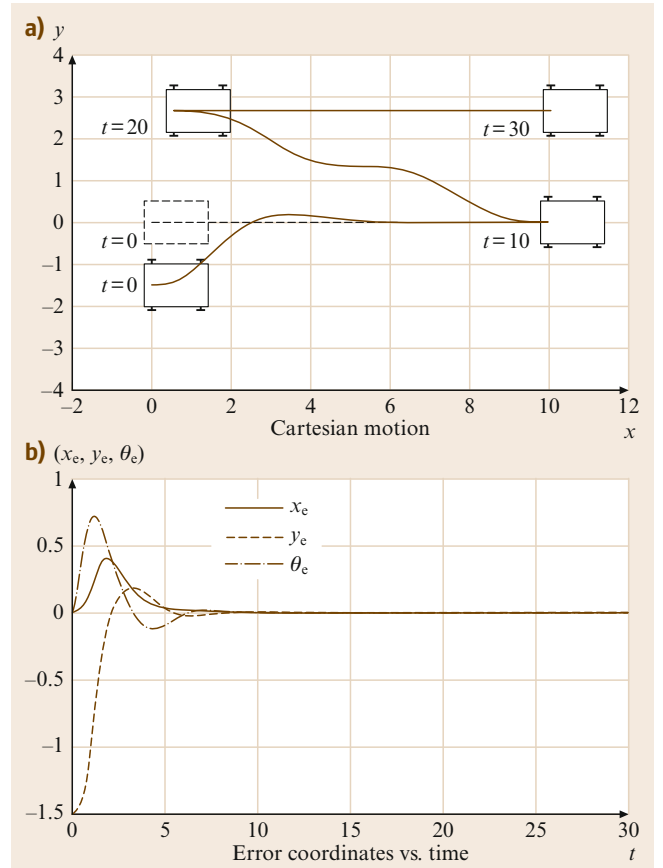 a) y
4
3
2
1
0
−1
−2
−3
−4
t=20
t=30
t=0
t=10
t=0
−2 0 2 4 6 8 10 12
Cartesian motion x
b) (xₑ, yₑ, θₑ)
1
0.5
0
−0.5
−1
−1.5
xₑ
yₑ
θₑ
0 5 10 15 20 25 30
Error coordinates vs. time t